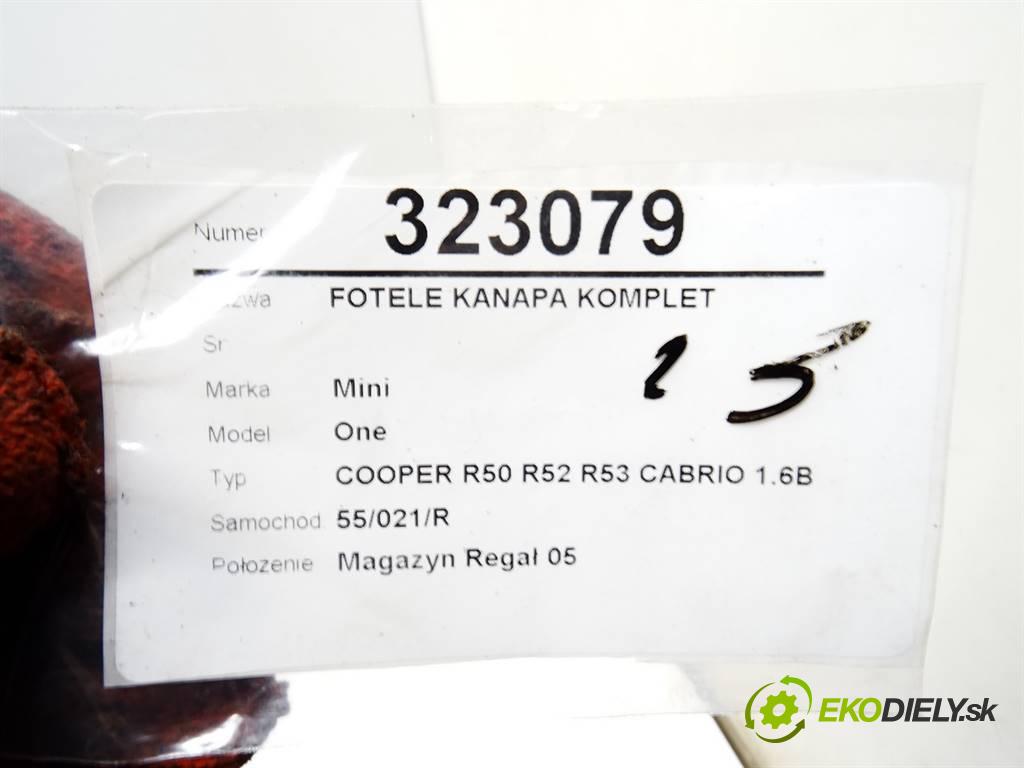 Numer 323079
Nazwa FOTELE KANAPA KOMPLET
Sr
Marka Mini
Model One
Typ COOPER R50 R52 R53 CABRIO 1.6B
Samochod 55/021/R
Położenie Magazyn Regał 05
EKODIELY.sk